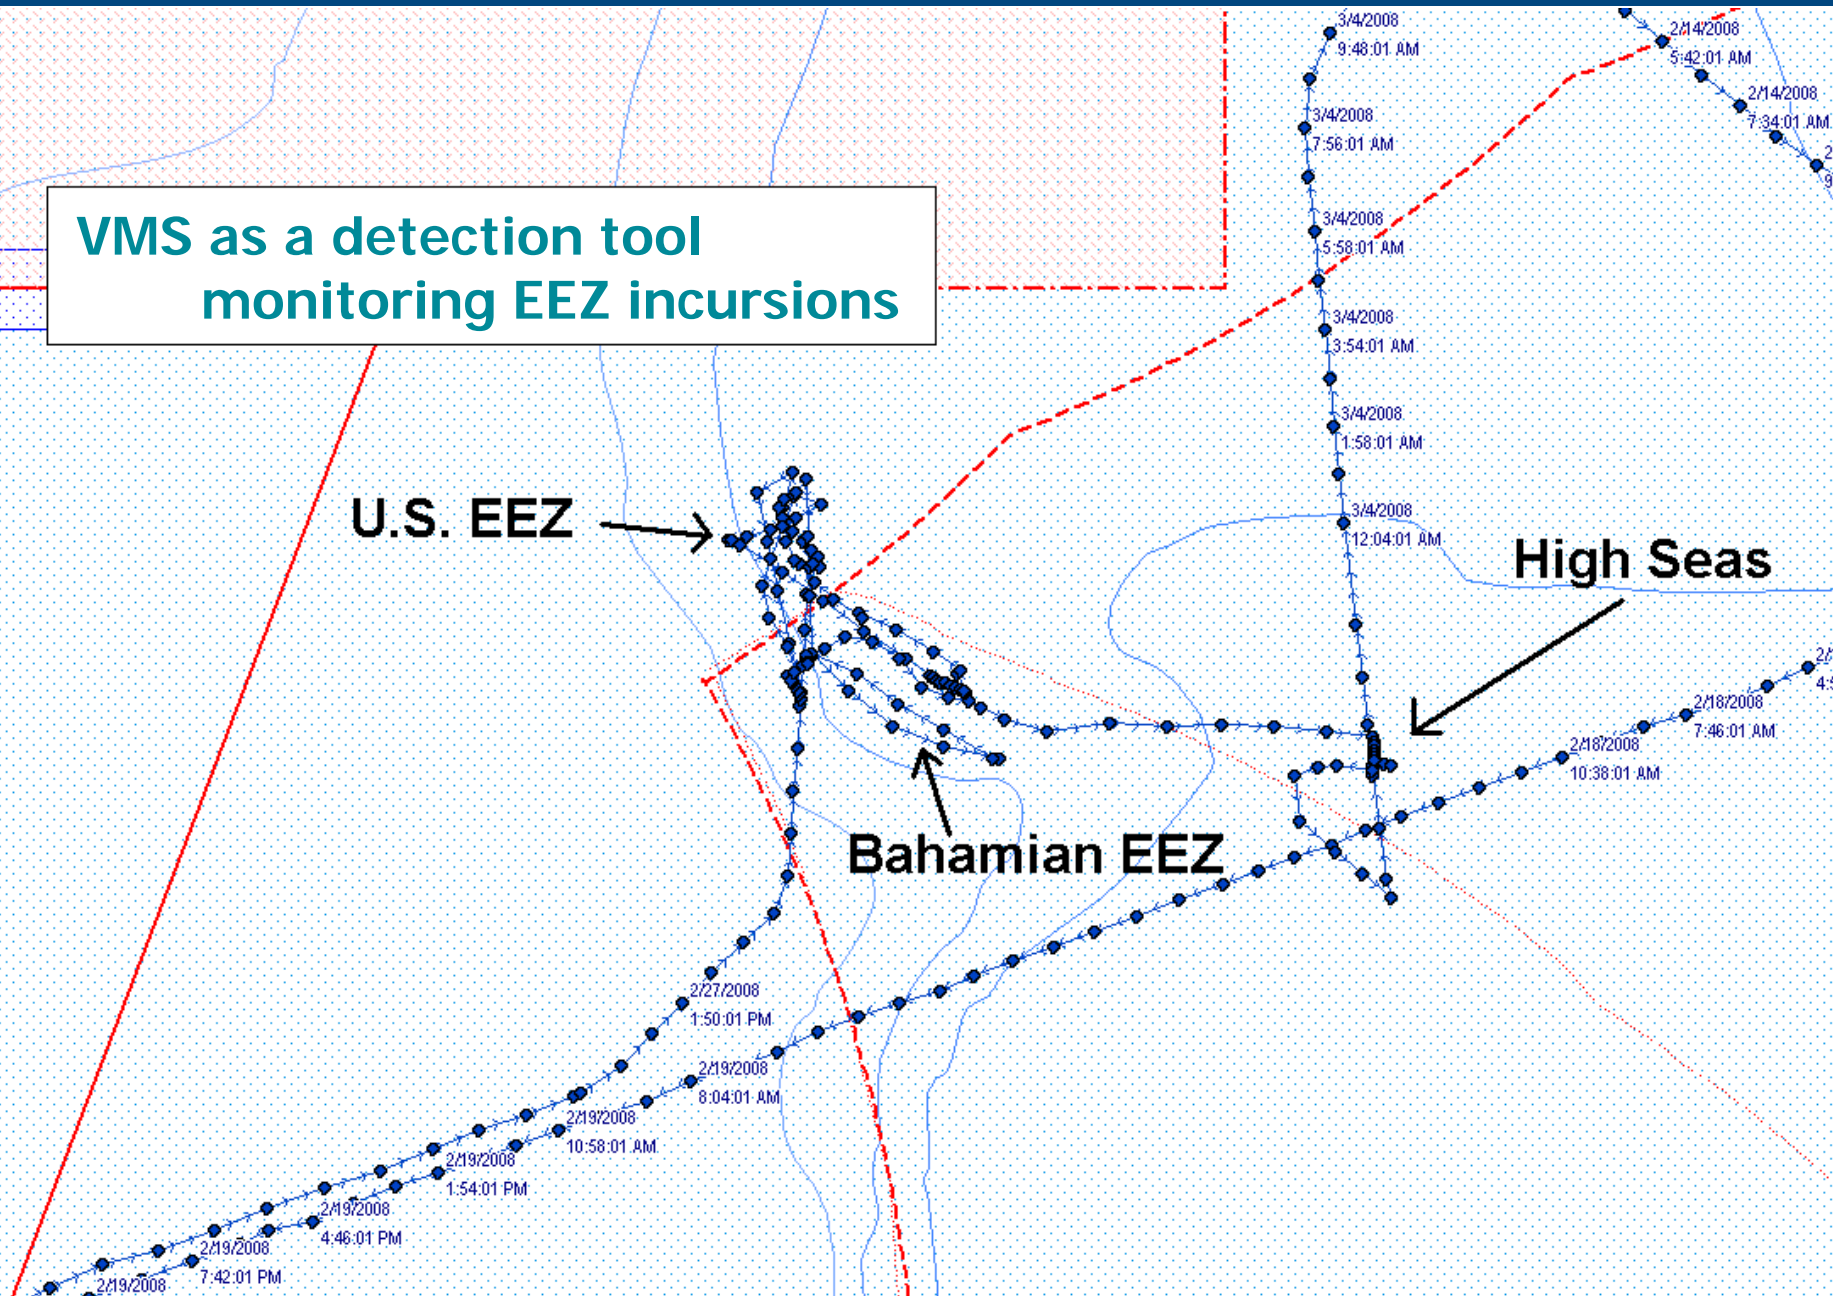 3/4/2008
9:48:01 AM
2/14/2008
5:42:01 AM
2/14/2008
7:34:01 AM
3/4/2008
7:56:01 AM
2
9
VMS as a detection tool
monitoring EEZ incursions
3/4/2008
5:58:01 AM
3/4/2008
3:54:01 AM
3/4/2008
1:58:01 AM
U.S. EEZ
3/4/2008
12:04:01 AM
High Seas
2/
2/18/2008
7:46:01 AM
2/18/2008
10:38:01 AM
Bahamian EEZ
2/27/2008
1:50:01 PM
2/19/2008
8:04:01 AM
2/19/2008
10:58:01 AM
2/19/2008
1:54:01 PM
2/19/2008
4:46:01 PM
2/19/2008
7:42:01 PM
2/19/2008